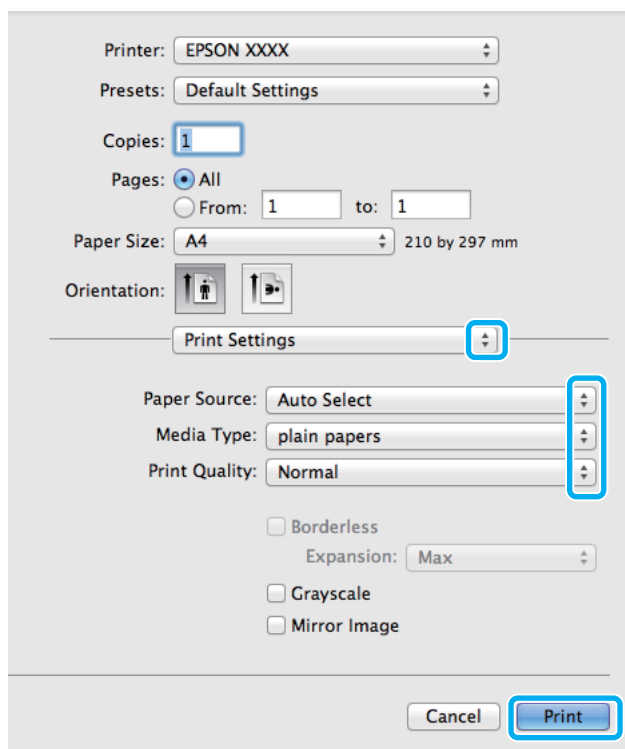 Printer: EPSON XXXX
Presets: Default Settings
Copies: 1
Pages: All
From: 1 to: 1
Paper Size: A4 210 by 297 mm
Orientation:
Print Settings
Paper Source: Auto Select
Media Type: plain papers
Print Quality: Normal
Borderless
Expansion: Max
Grayscale
Mirror Image
Cancel Print